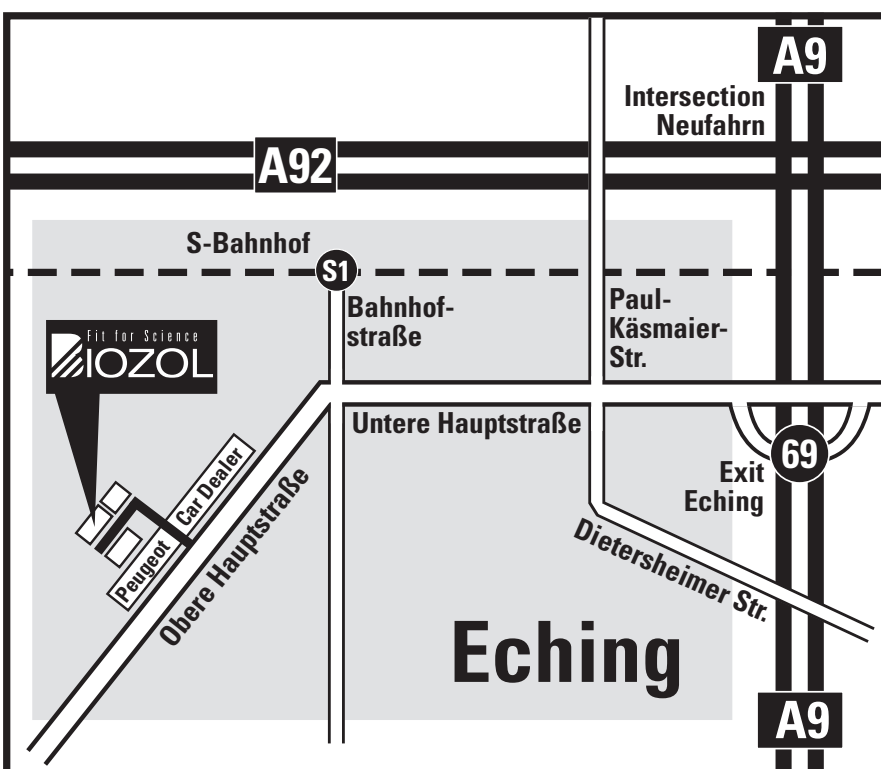 A9
Intersection
Neufahrn
A92
S-Bahnhof
S1
Bahnhof-
straße
Paul-
Käsmaier-
Str.
Fit for Science
BIOZOL
Untere Hauptstraße
69
Exit
Eching
Car Dealer
Peugeot
Obere Hauptstraße
Dietersheimer Str.
Eching
A9